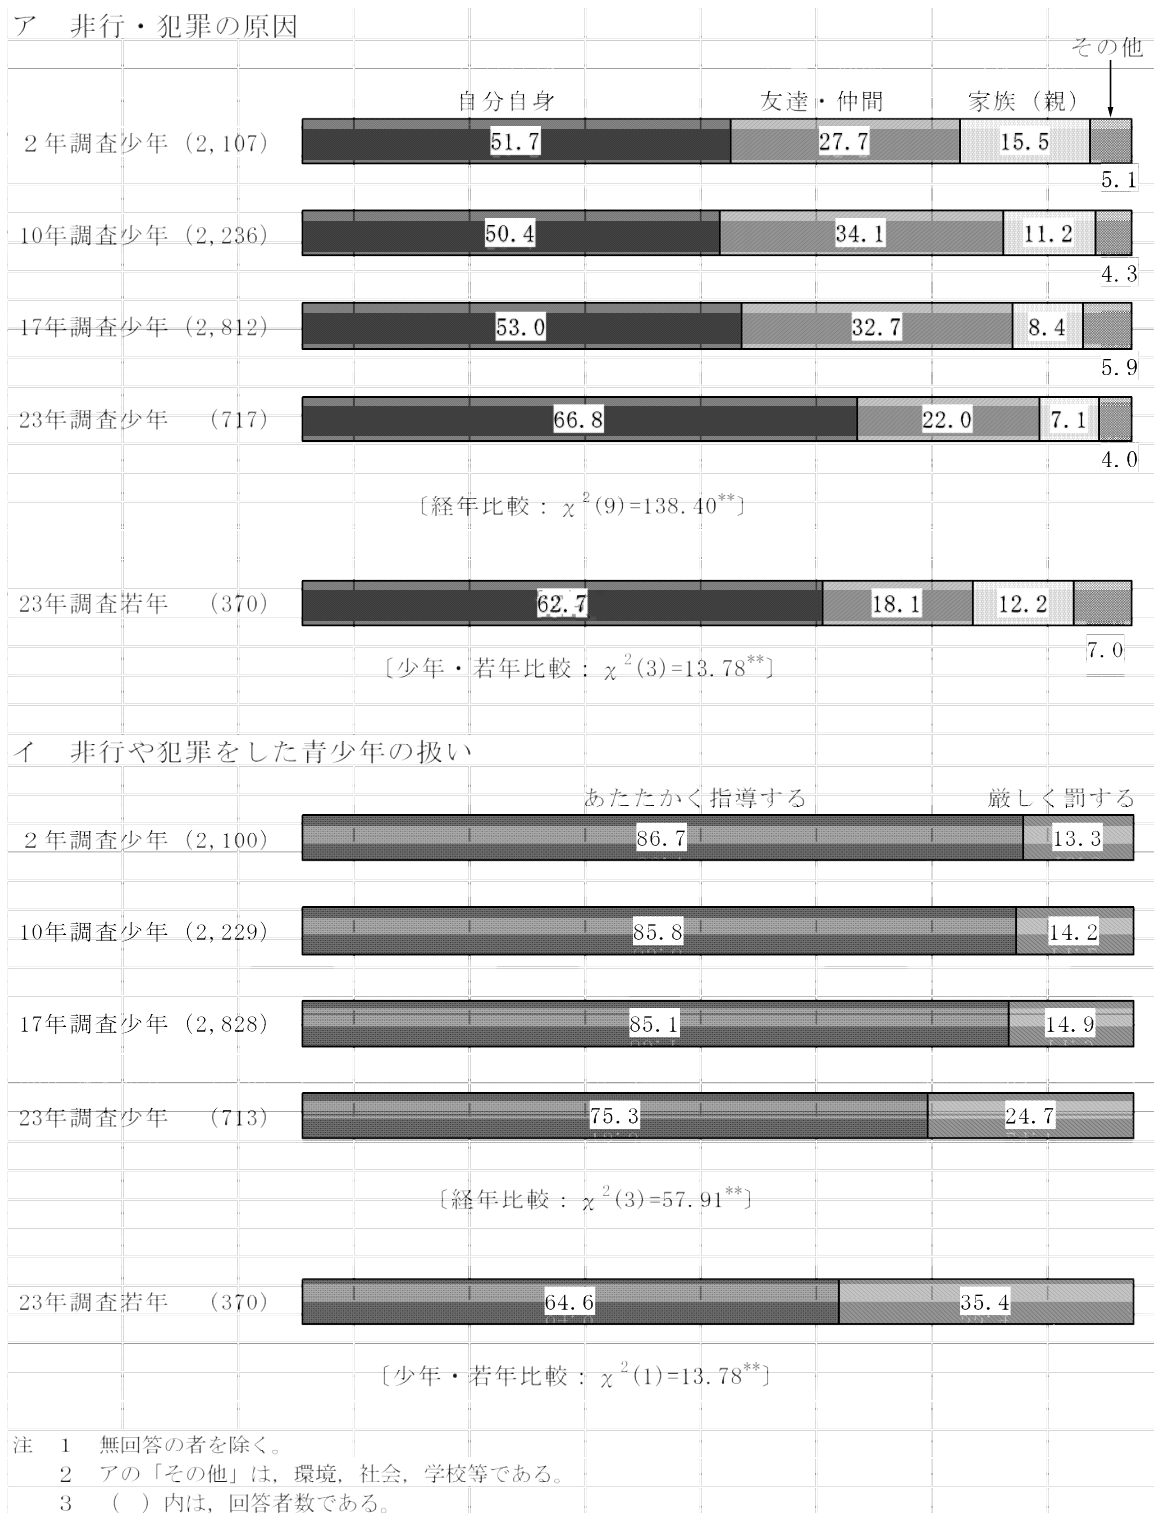 ア　非行・犯罪の原因
その他
自分自身　友達・仲間　家族（親）
２年調査少年（2,107）　51.7　27.7　15.5　5.1
10年調査少年（2,236）　50.4　34.1　11.2　4.3
17年調査少年（2,812）　53.0　32.7　8.4　5.9
23年調査少年　（717）　66.8　22.0　7.1　4.0
〔経年比較：χ²(9)=138.40**〕
23年調査若年　（370）　62.7　18.1　12.2　7.0
〔少年・若年比較：χ²(3)=13.78**〕
イ　非行や犯罪をした青少年の扱い
あたたかく指導する　厳しく罰する
２年調査少年（2,100）　86.7　13.3
10年調査少年（2,229）　85.8　14.2
17年調査少年（2,828）　85.1　14.9
23年調査少年　（713）　75.3　24.7
〔経年比較：χ²(3)=57.91**〕
23年調査若年　（370）　64.6　35.4
〔少年・若年比較：χ²(1)=13.78**〕
注　1　無回答の者を除く。
2　アの「その他」は，環境，社会，学校等である。
3　（　）内は，回答者数である。